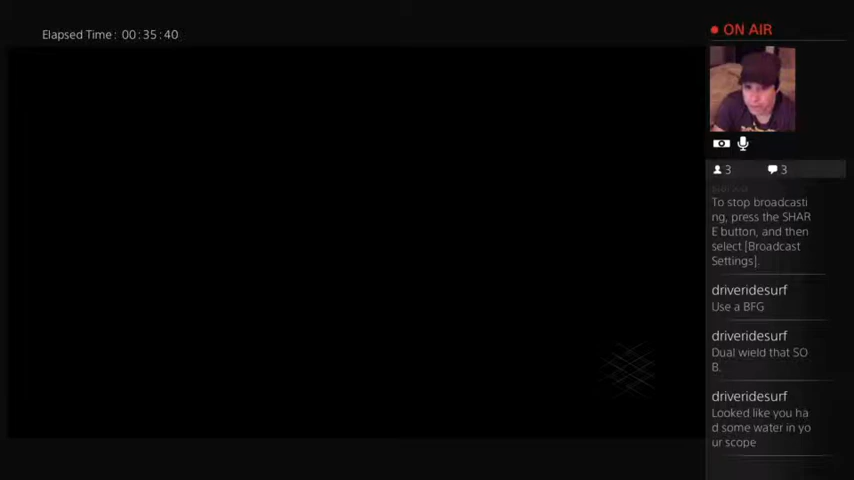 Elapsed Time: 00:35:40
ON AIR
3
3
To stop broadcasti
ng, press the SHAR
E button, and then
select [Broadcast
Settings].
driveridesurf
Use a BFG
driveridesurf
Dual wield that SO
B.
driveridesurf
Looked like you ha
d some water in yo
ur scope